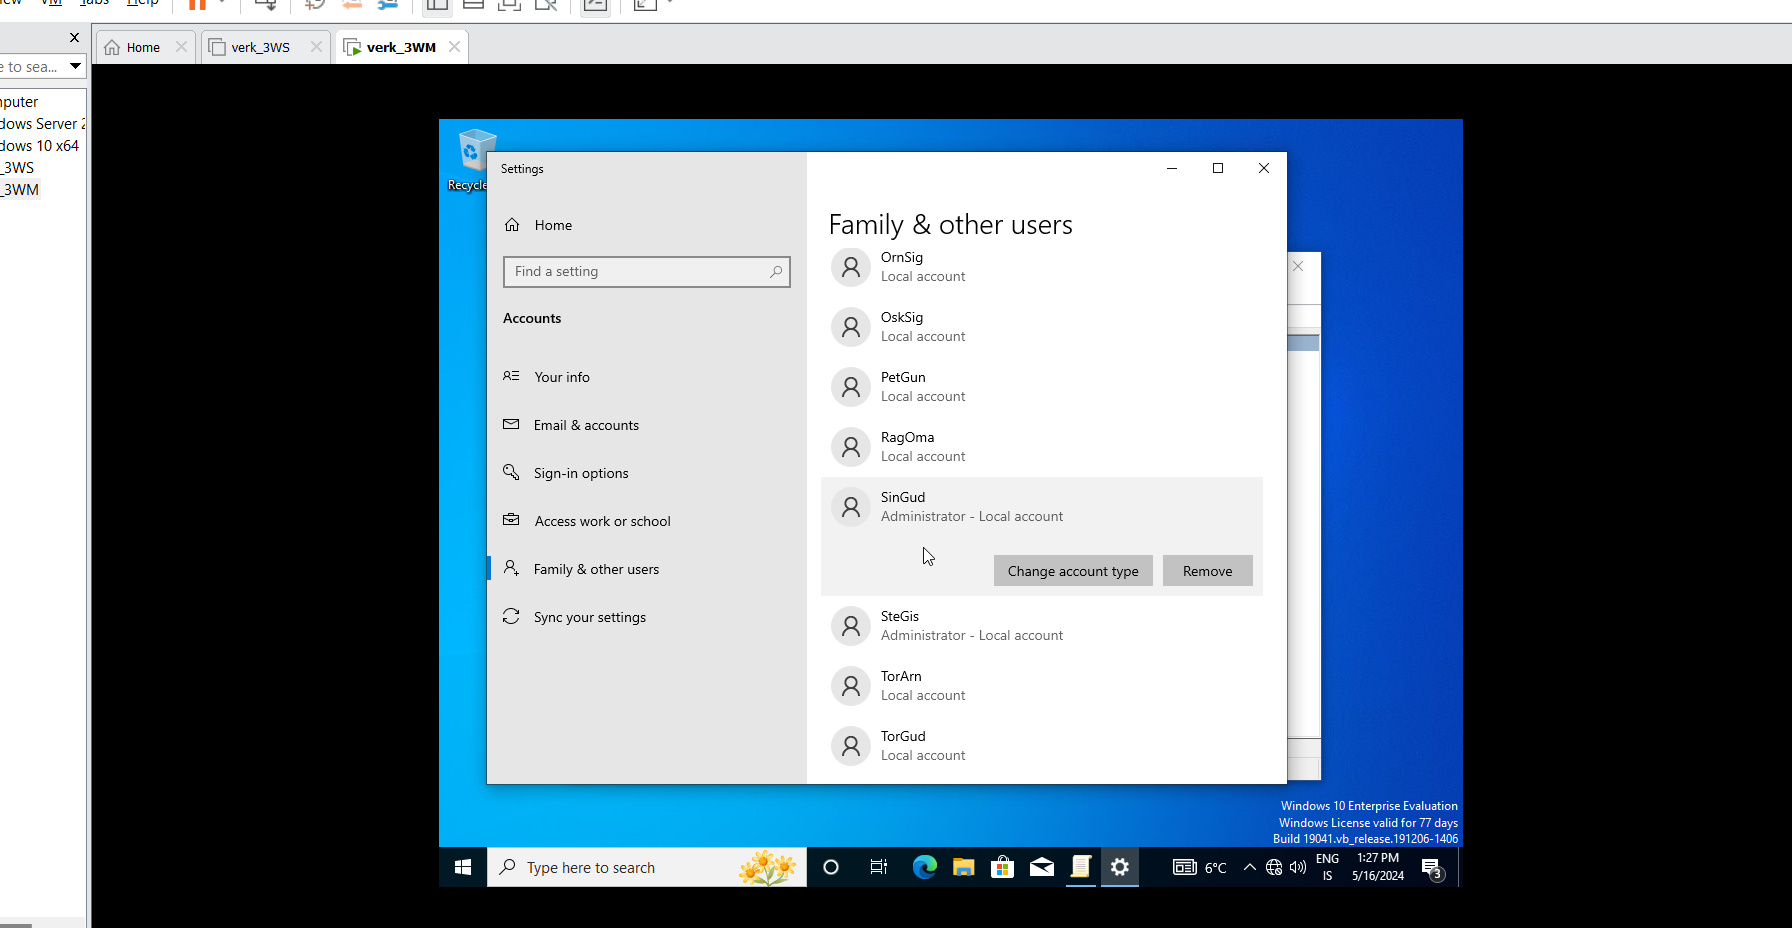 VM Tabs Help
Home
verk_3WS
verk_3WM
e to sea...
nputer
dows Server 2
dows 10 x64
_3WS
_3WM
Recycle
Settings
Home
Find a setting
Accounts
Your info
Email & accounts
Sign-in options
Access work or school
Family & other users
Sync your settings
Family & other users
OrnSig
Local account
OskSig
Local account
PetGun
Local account
RagOma
Local account
SinGud
Administrator - Local account
Change account type
Remove
SteGis
Administrator - Local account
TorArn
Local account
TorGud
Local account
Windows 10 Enterprise Evaluation
Windows License valid for 77 days
Build 19041.vb_release.191206-1406
Type here to search
6°C
ENG
IS
1:27 PM
5/16/2024
3